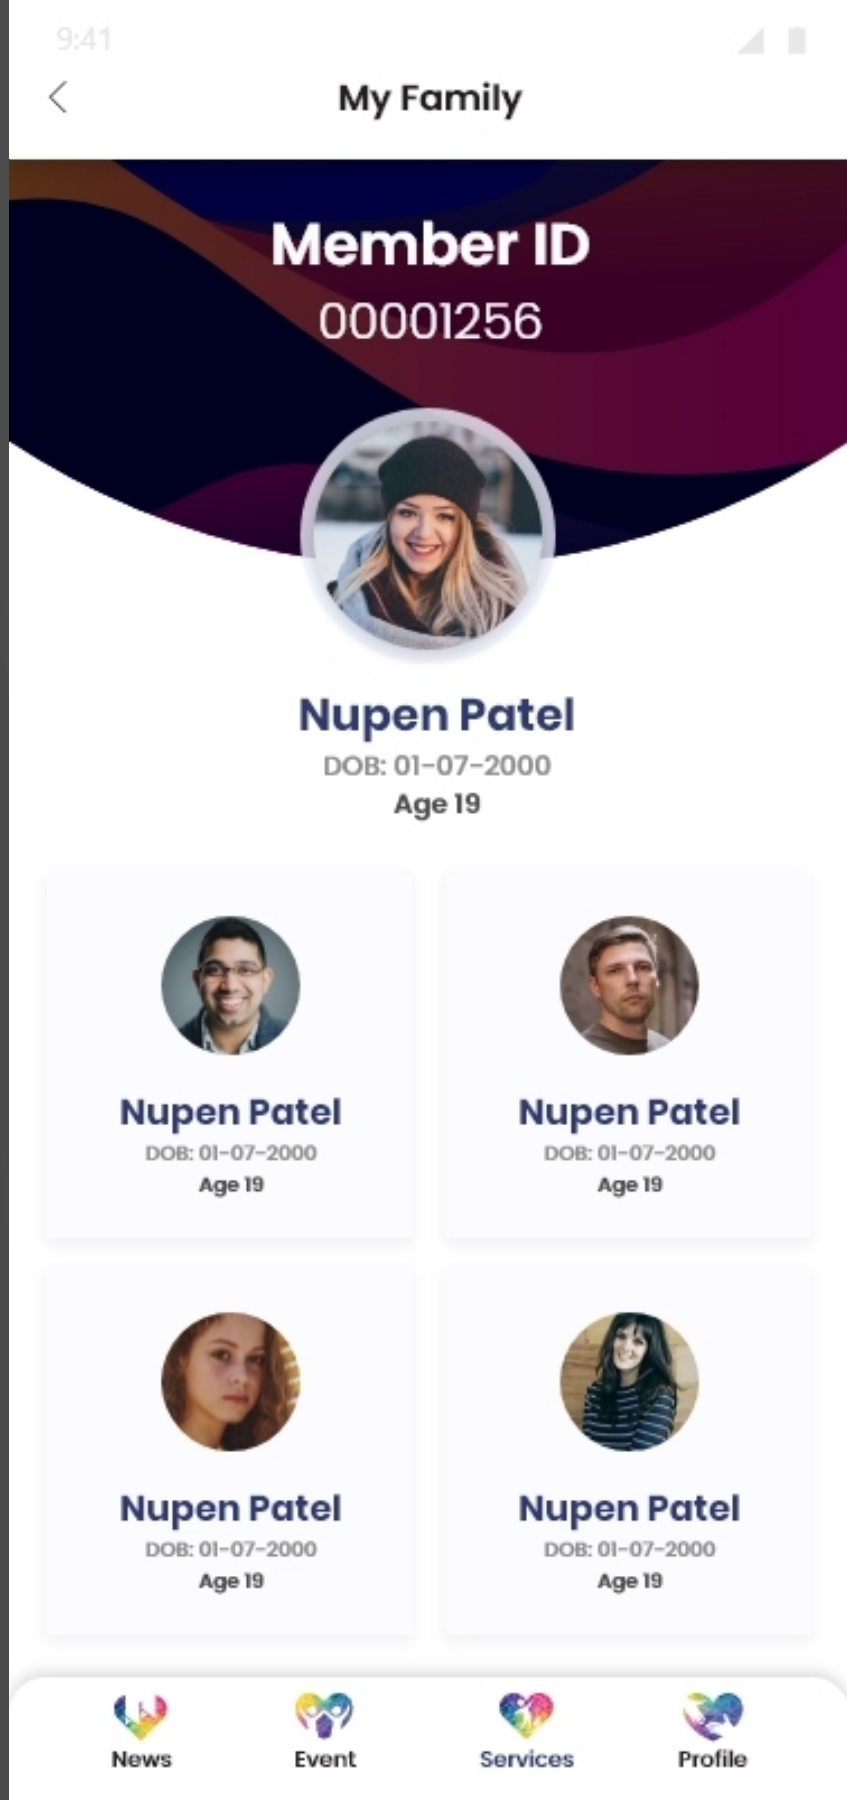 9:41
My Family
Member ID
00001256
Nupen Patel
DOB: 01-07-2000
Age 19
Nupen Patel
DOB: 01-07-2000
Age 19
Nupen Patel
DOB: 01-07-2000
Age 19
Nupen Patel
DOB: 01-07-2000
Age 19
Nupen Patel
DOB: 01-07-2000
Age 19
News
Event
Services
Profile